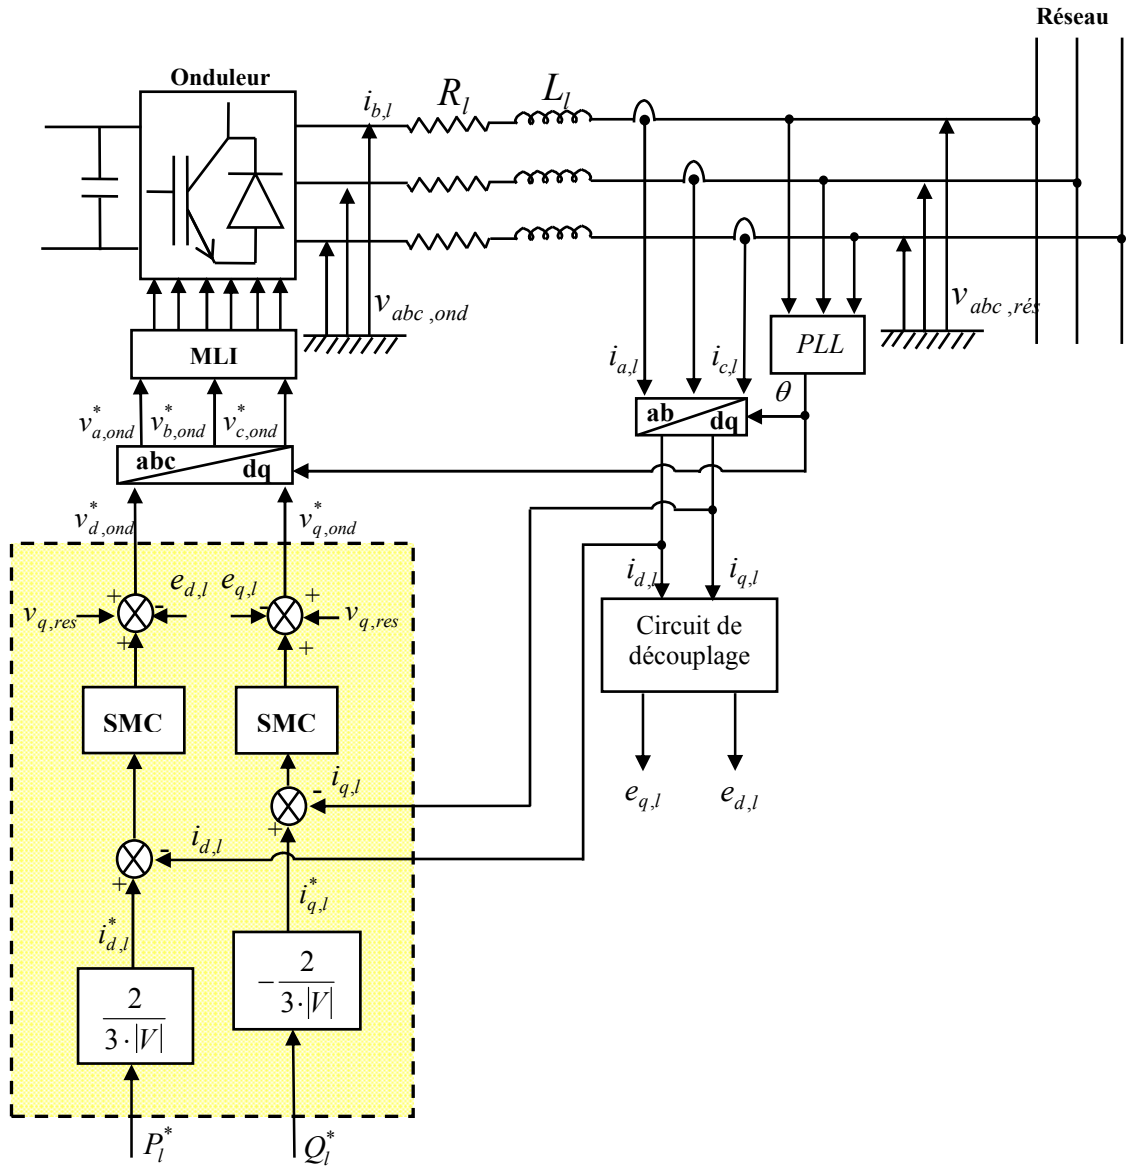 Réseau
Onduleur
i_{b,l}
R_l
L_l
v_{abc,ond}
v_{abc,rés}
MLI
PLL
i_{a,l}
i_{c,l}
θ
v^*_{a,ond} v^*_{b,ond} v^*_{c,ond}
ab
dq
abc
dq
v^*_{d,ond}
v^*_{q,ond}
i_{d,l}
i_{q,l}
+ - e_{d,l} e_{q,l} - +
v_{q,res}
+
+ v_{q,res}
+
+
Circuit de
découplage
SMC
SMC
e_{q,l}
e_{d,l}
- i_{q,l}
+
i_{d,l}
-
+
i^*_{q,l}
i^*_{d,l}
2
3·|V|
- 2
3·|V|
P^*_l
Q^*_l